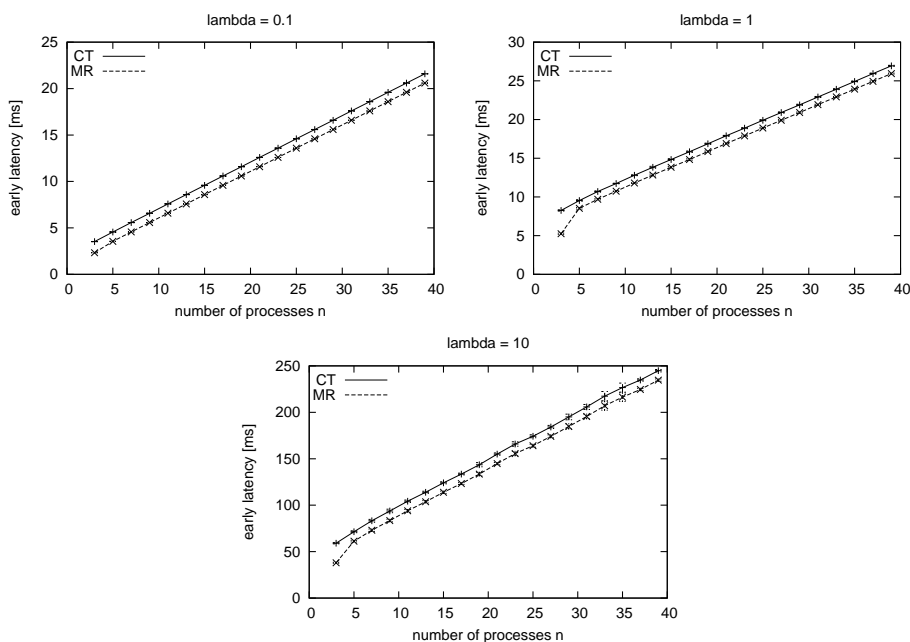 lambda = 0.1
25
20
15
10
5
0
early latency [ms]
CT
MR
0 5 10 15 20 25 30 35 40
number of processes n
lambda = 1
30
25
20
15
10
5
0
early latency [ms]
CT
MR
0 5 10 15 20 25 30 35 40
number of processes n
lambda = 10
250
200
150
100
50
0
early latency [ms]
CT
MR
0 5 10 15 20 25 30 35 40
number of processes n